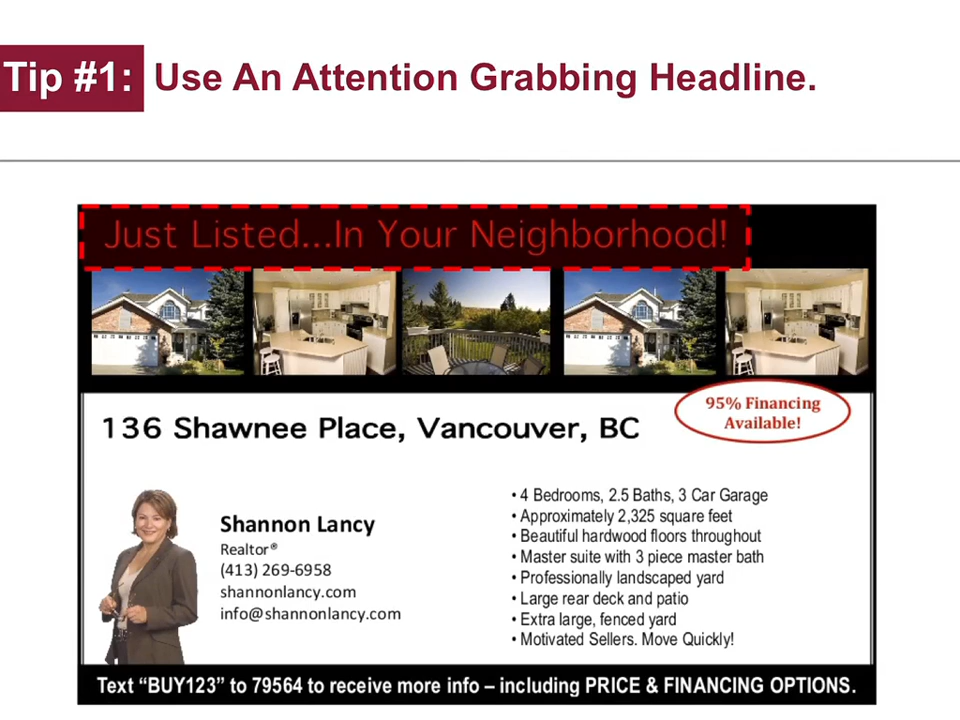 Tip #1: Use An Attention Grabbing Headline.
Just Listed...In Your Neighborhood!
95% Financing
Available!
136 Shawnee Place, Vancouver, BC
Shannon Lancy
Realtor®
(413) 269-6958
shannonlancy.com
info@shannonlancy.com
• 4 Bedrooms, 2.5 Baths, 3 Car Garage
• Approximately 2,325 square feet
• Beautiful hardwood floors throughout
• Master suite with 3 piece master bath
• Professionally landscaped yard
• Large rear deck and patio
• Extra large, fenced yard
• Motivated Sellers. Move Quickly!
Text “BUY123” to 79564 to receive more info – including PRICE & FINANCING OPTIONS.